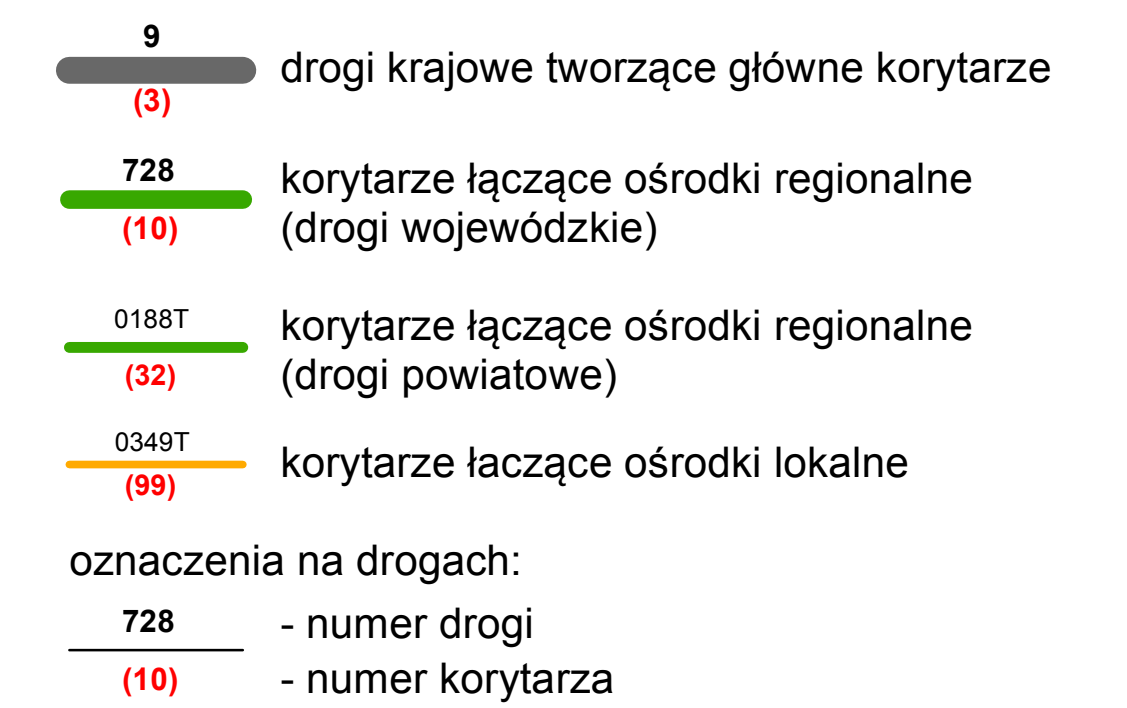 9
drogi krajowe tworzące główne korytarze
(3)
728
korytarze łączące ośrodki regionalne
(10)
(drogi wojewódzkie)
0188T
korytarze łączące ośrodki regionalne
(32)
(drogi powiatowe)
0349T
korytarze łaczące ośrodki lokalne
(99)
oznaczenia na drogach:
728 - numer drogi
(10) - numer korytarza